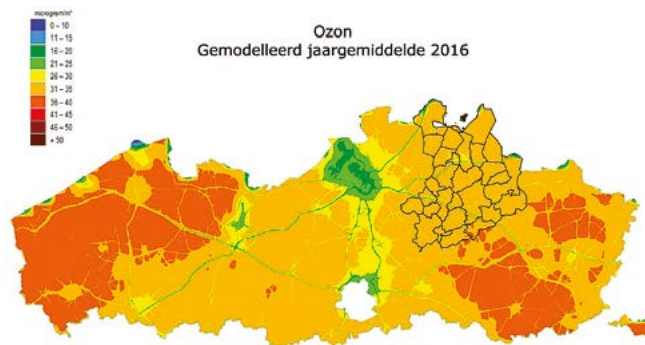 microgram/m³
0 – 10
11 – 15
16 – 20
21 – 25
26 = 30
31 – 35
36 – 40
41 – 45
46 = 50
> 50
Ozon
Gemodelleerd jaargemiddelde 2016